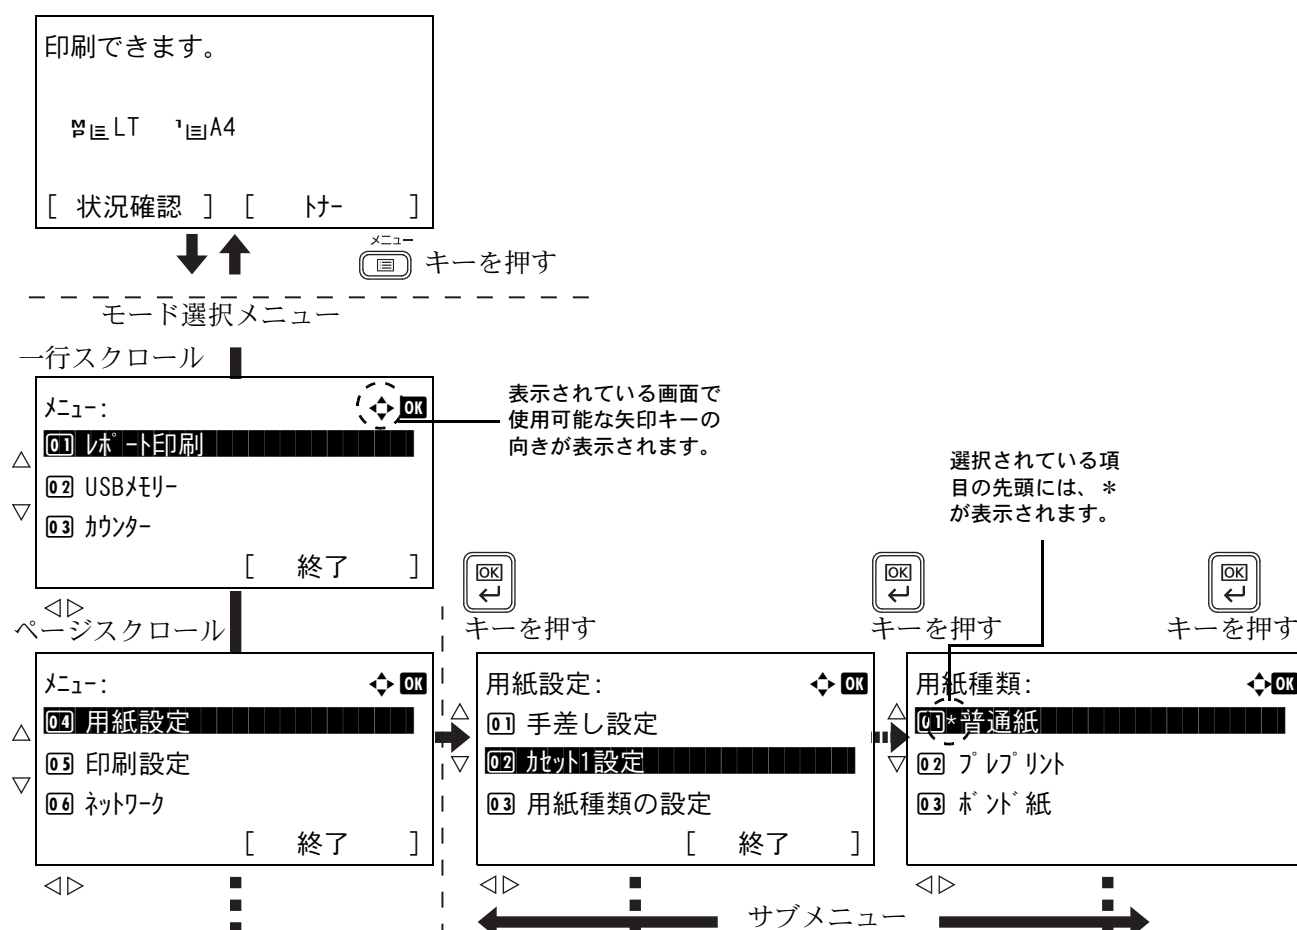 印刷できます。
MP LT 1 A4
[ 状況確認 ] [ ﾄﾅｰ ]
メニュー
キーを押す
モード選択メニュー
一行スクロール
ﾒﾆｭｰ: OK
01 ﾚﾎﾟｰﾄ印刷
02 USBﾒﾓﾘｰ
03 ｶｳﾝﾀｰ
[ 終了 ]
表示されている画面で
使用可能な矢印キーの
向きが表示されます。
選択されている項
目の先頭には、＊
が表示されます。
ページスクロール
ﾒﾆｭｰ: OK
04 用紙設定
05 印刷設定
06 ﾈｯﾄﾜｰｸ
[ 終了 ]
OK
キーを押す
用紙設定: OK
01 手差し設定
02 ｶｾｯﾄ1設定
03 用紙種類の設定
[ 終了 ]
OK
キーを押す
用紙種類: OK
01*普通紙
02 ﾌﾟﾚﾌﾟﾘﾝﾄ
03 ﾎﾞﾝﾄﾞ紙
OK
キーを押す
サブメニュー